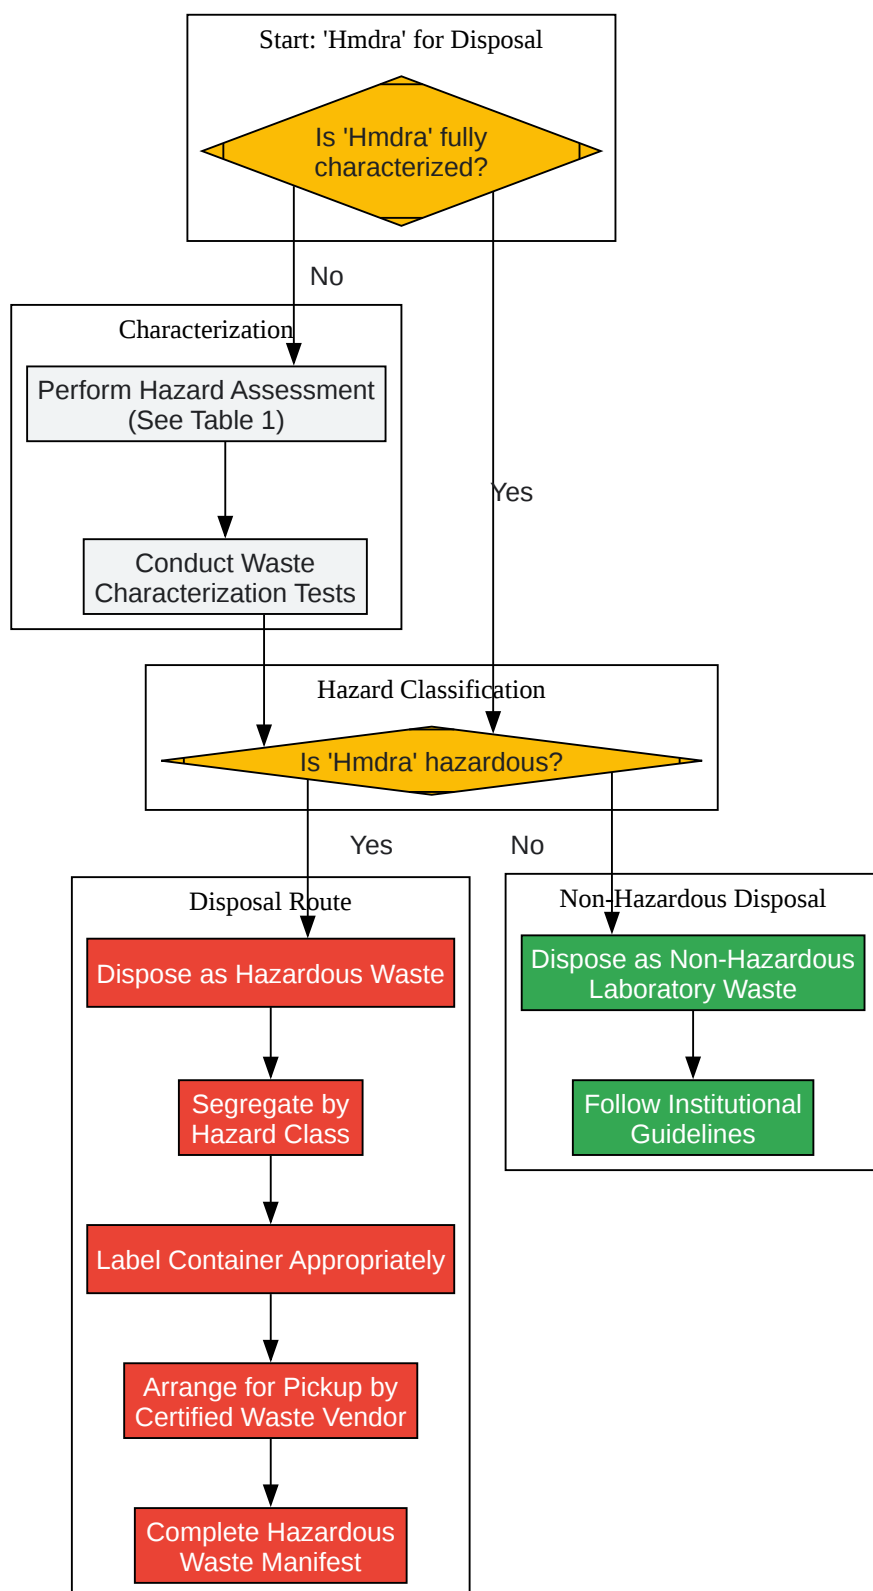 Start: 'Hmdra' for Disposal
Is 'Hmdra' fully
characterized?
No
Characterization
Perform Hazard Assessment
(See Table 1)
Yes
Conduct Waste
Characterization Tests
Hazard Classification
Is 'Hmdra' hazardous?
Yes
No
Disposal Route
Dispose as Hazardous Waste
Segregate by
Hazard Class
Label Container Appropriately
Arrange for Pickup by
Certified Waste Vendor
Complete Hazardous
Waste Manifest
Non-Hazardous Disposal
Dispose as Non-Hazardous
Laboratory Waste
Follow Institutional
Guidelines